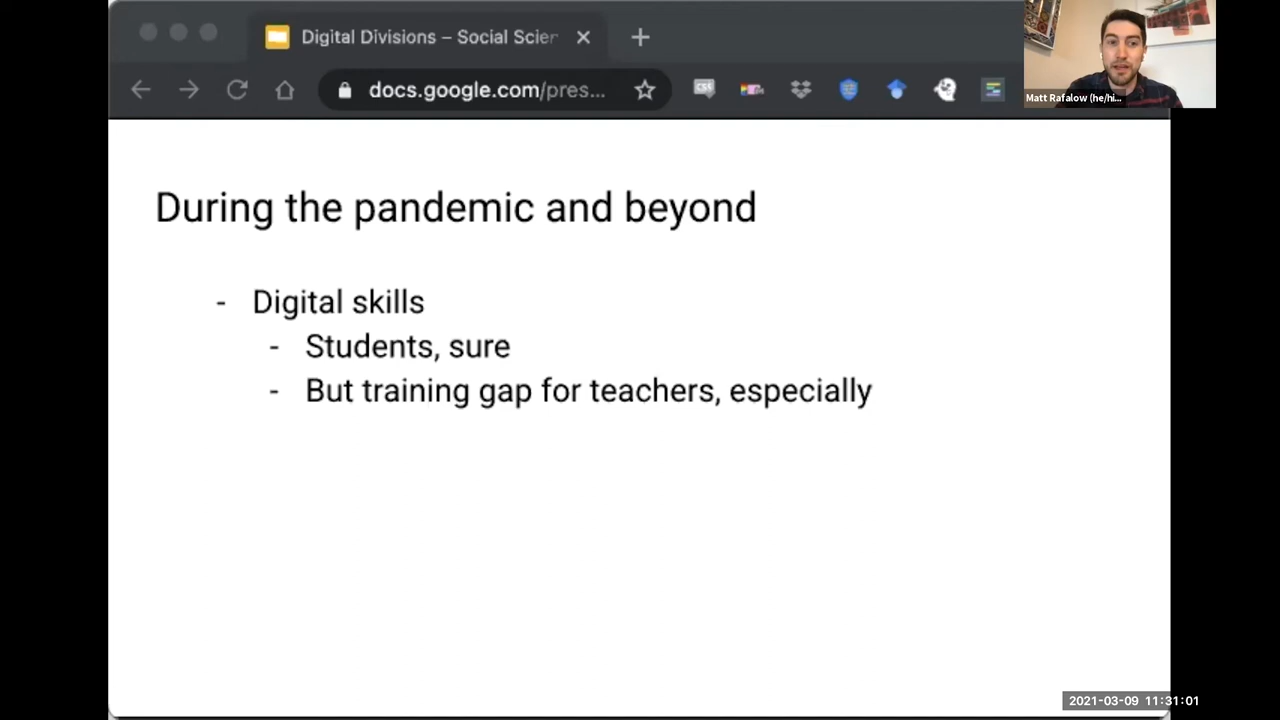 Digital Divisions – Social Scien
docs.google.com/pres...
Matt Rafalow (he/hi...
During the pandemic and beyond
- Digital skills
- Students, sure
- But training gap for teachers, especially
2021-03-09 11:31:01